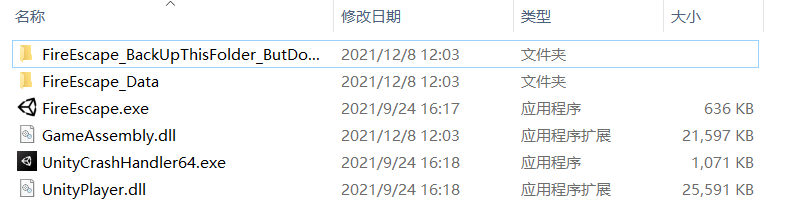 名称 修改日期 类型 大小
FireEscape_BackUpThisFolder_ButDo... 2021/12/8 12:03 文件夹
FireEscape_Data 2021/12/8 12:03 文件夹
FireEscape.exe 2021/9/24 16:17 应用程序 636 KB
GameAssembly.dll 2021/12/8 12:03 应用程序扩展 21,597 KB
UnityCrashHandler64.exe 2021/9/24 16:18 应用程序 1,071 KB
UnityPlayer.dll 2021/9/24 16:18 应用程序扩展 25,591 KB